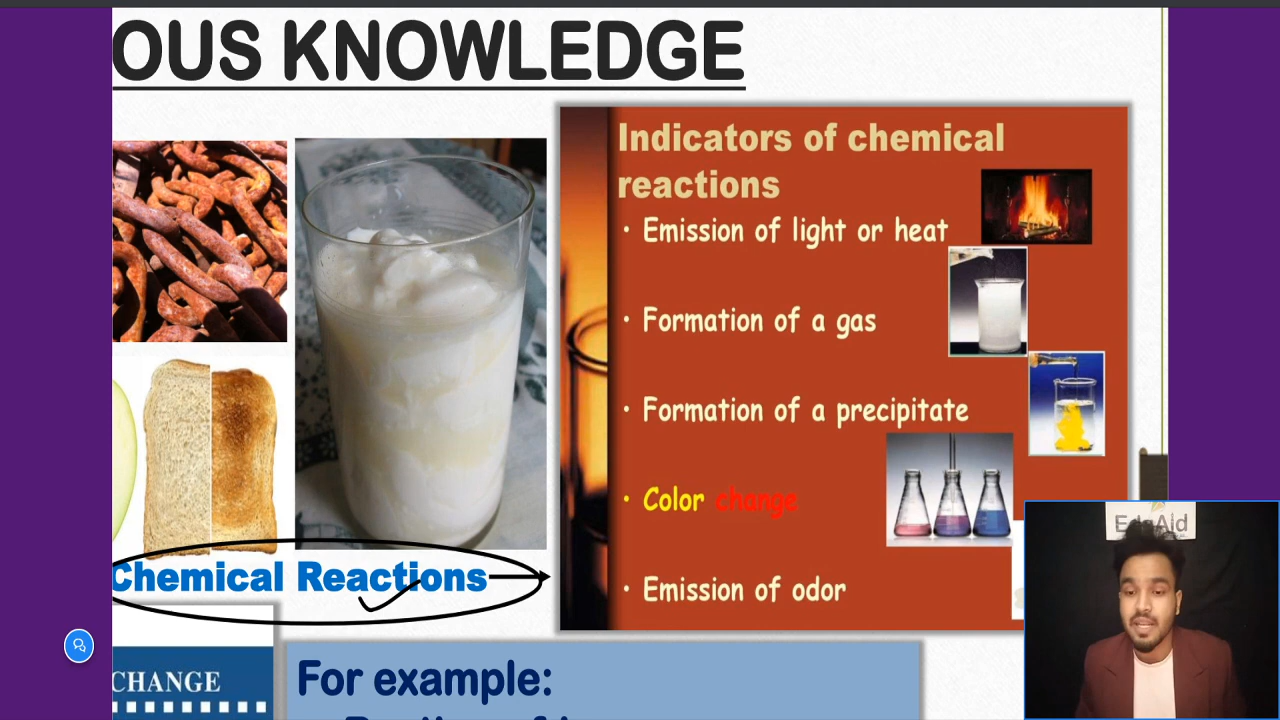 OUS KNOWLEDGE
Indicators of chemical
reactions
• Emission of light or heat
• Formation of a gas
• Formation of a precipitate
• Color change
• Emission of odor
Chemical Reactions
CHANGE
For example: